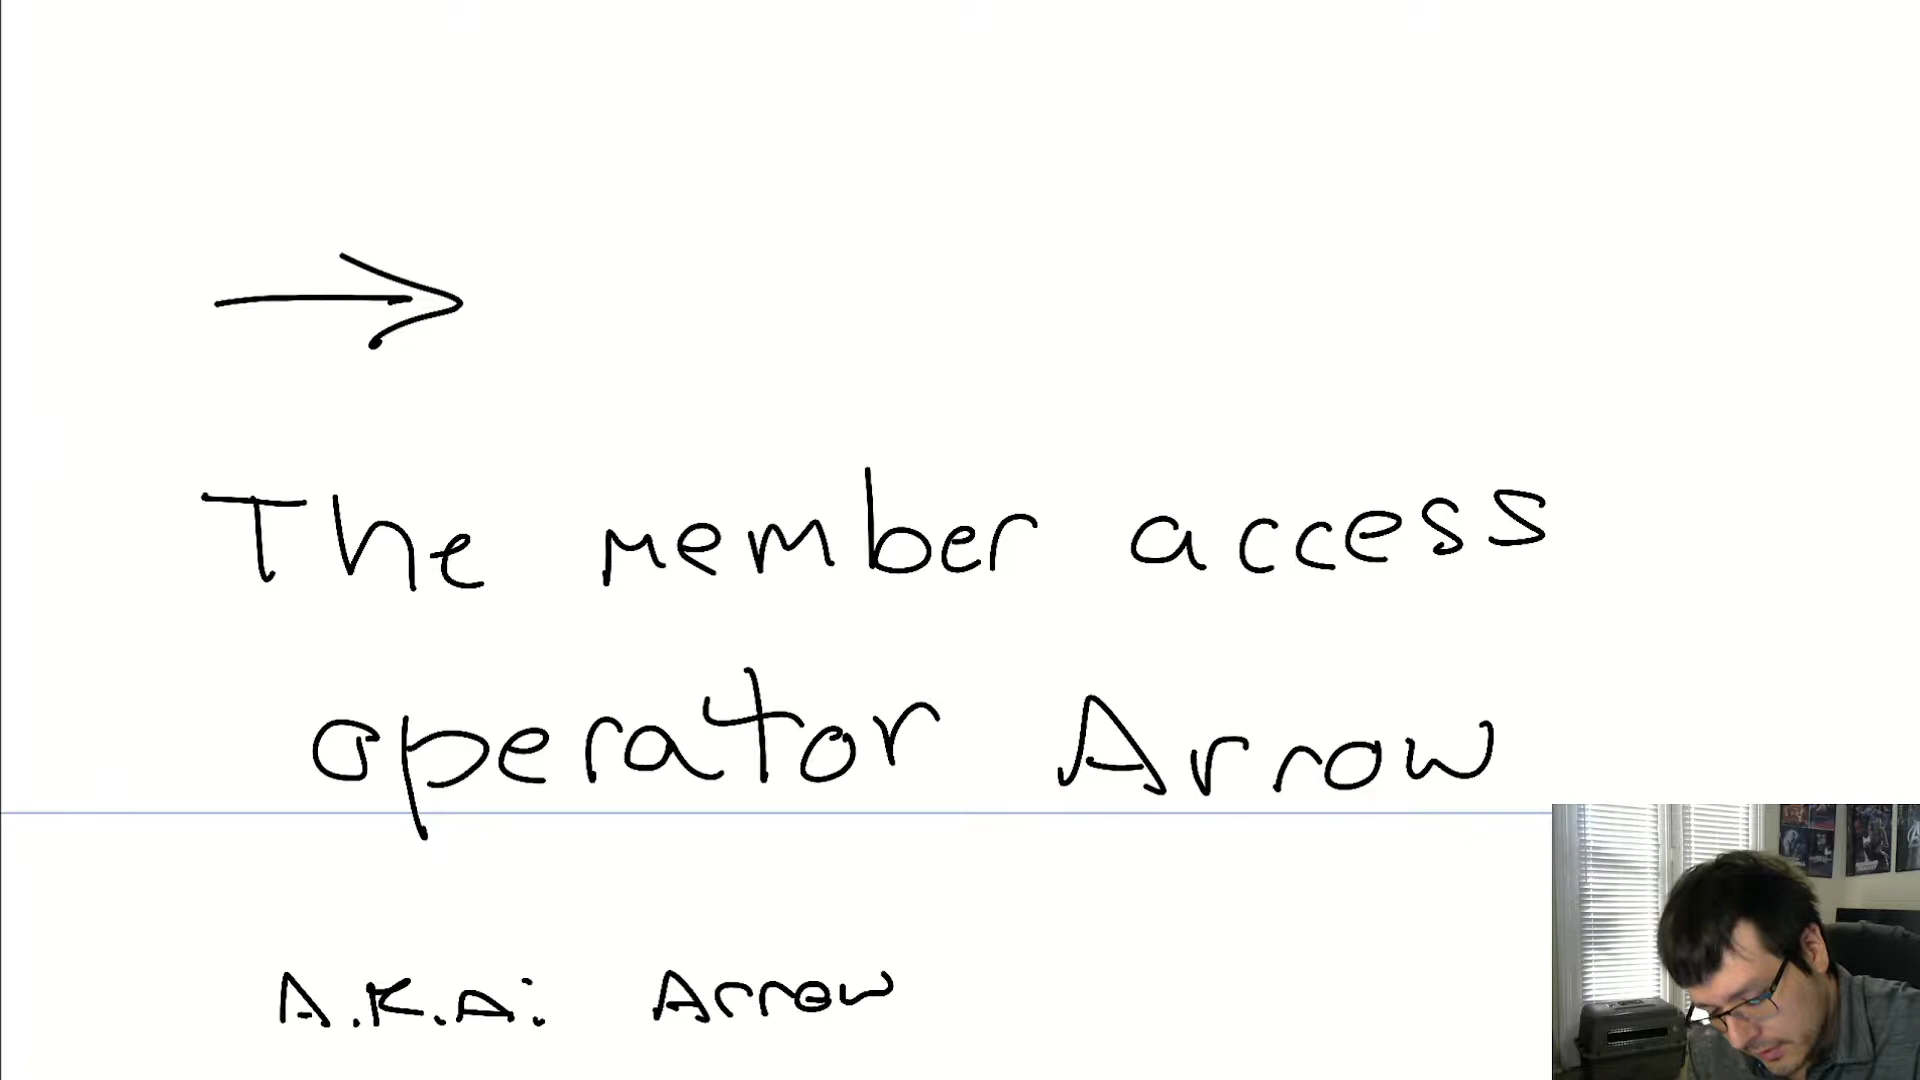 →
The member access
operator Arrow
A.K.A: Arrow